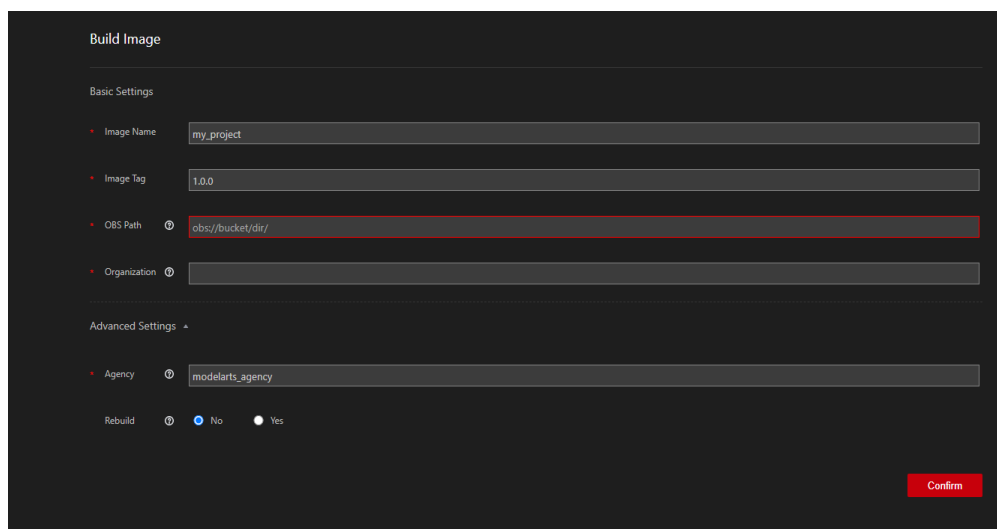 Build Image
Basic Settings
* Image Name my_project
* Image Tag 1.0.0
* OBS Path ? obs://bucket/dir/
* Organization ?
Advanced Settings
* Agency ? modelarts_agency
Rebuild ? No Yes
Confirm